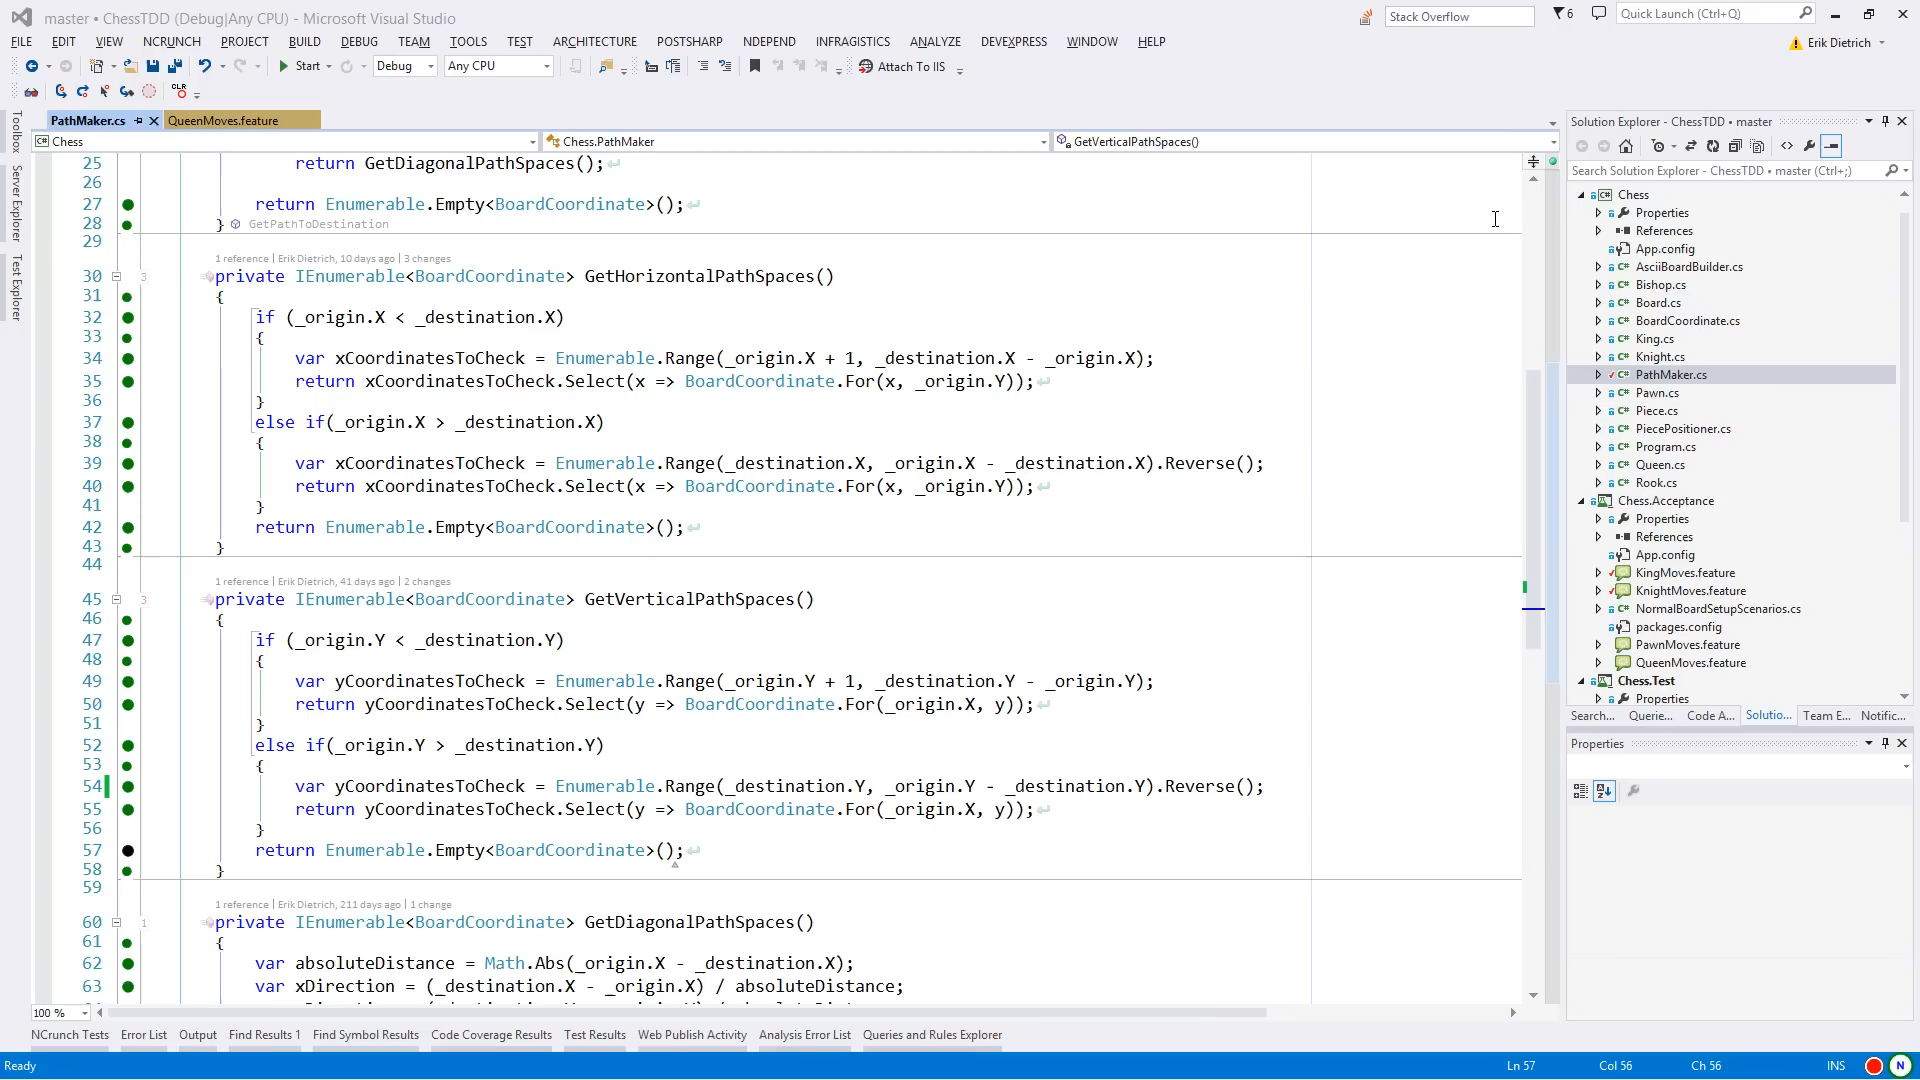 master • ChessTDD (Debug|Any CPU) - Microsoft Visual Studio
Stack Overflow
6
Quick Launch (Ctrl+Q)
FILE EDIT VIEW NCRUNCH PROJECT BUILD DEBUG TEAM TOOLS TEST ARCHITECTURE POSTSHARP NDEPEND INFRAGISTICS ANALYZE DEVEXPRESS WINDOW HELP
Erik Dietrich
Start Debug Any CPU Attach To IIS
CLR
Toolbox
Server Explorer
Test Explorer
PathMaker.cs QueenMoves.feature
Chess Chess.PathMaker GetVerticalPathSpaces()
25 return GetDiagonalPathSpaces();
26
27 return Enumerable.Empty<BoardCoordinate>();
28 } GetPathToDestination
29
1 reference | Erik Dietrich, 10 days ago | 3 changes
30 3 private IEnumerable<BoardCoordinate> GetHorizontalPathSpaces()
31 {
32 if (_origin.X < _destination.X)
33 {
34 var xCoordinatesToCheck = Enumerable.Range(_origin.X + 1, _destination.X - _origin.X);
35 return xCoordinatesToCheck.Select(x => BoardCoordinate.For(x, _origin.Y));
36 }
37 else if(_origin.X > _destination.X)
38 {
39 var xCoordinatesToCheck = Enumerable.Range(_destination.X, _origin.X - _destination.X).Reverse();
40 return xCoordinatesToCheck.Select(x => BoardCoordinate.For(x, _origin.Y));
41 }
42 return Enumerable.Empty<BoardCoordinate>();
43 }
44
1 reference | Erik Dietrich, 41 days ago | 2 changes
45 3 private IEnumerable<BoardCoordinate> GetVerticalPathSpaces()
46 {
47 if (_origin.Y < _destination.Y)
48 {
49 var yCoordinatesToCheck = Enumerable.Range(_origin.Y + 1, _destination.Y - _origin.Y);
50 return yCoordinatesToCheck.Select(y => BoardCoordinate.For(_origin.X, y));
51 }
52 else if(_origin.Y > _destination.Y)
53 {
54 var yCoordinatesToCheck = Enumerable.Range(_destination.Y, _origin.Y - _destination.Y).Reverse();
55 return yCoordinatesToCheck.Select(y => BoardCoordinate.For(_origin.X, y));
56 }
57 return Enumerable.Empty<BoardCoordinate>();
58 }
59
1 reference | Erik Dietrich, 211 days ago | 1 change
60 1 private IEnumerable<BoardCoordinate> GetDiagonalPathSpaces()
61 {
62 var absoluteDistance = Math.Abs(_origin.X - _destination.X);
63 var xDirection = (_destination.X - _origin.X) / absoluteDistance;
100 %
Solution Explorer - ChessTDD • master
Search Solution Explorer - ChessTDD • master (Ctrl+;)
Chess
Properties
References
App.config
AsciiBoardBuilder.cs
Bishop.cs
Board.cs
BoardCoordinate.cs
King.cs
Knight.cs
PathMaker.cs
Pawn.cs
Piece.cs
PiecePositioner.cs
Program.cs
Queen.cs
Rook.cs
Chess.Acceptance
Properties
References
App.config
KingMoves.feature
KnightMoves.feature
NormalBoardSetupScenarios.cs
packages.config
PawnMoves.feature
QueenMoves.feature
Chess.Test
Properties
Search... Querie... Code A... Solutio... Team E... Notific...
Properties
NCrunch Tests Error List Output Find Results 1 Find Symbol Results Code Coverage Results Test Results Web Publish Activity Analysis Error List Queries and Rules Explorer
Ready Ln 57 Col 56 Ch 56 INS N